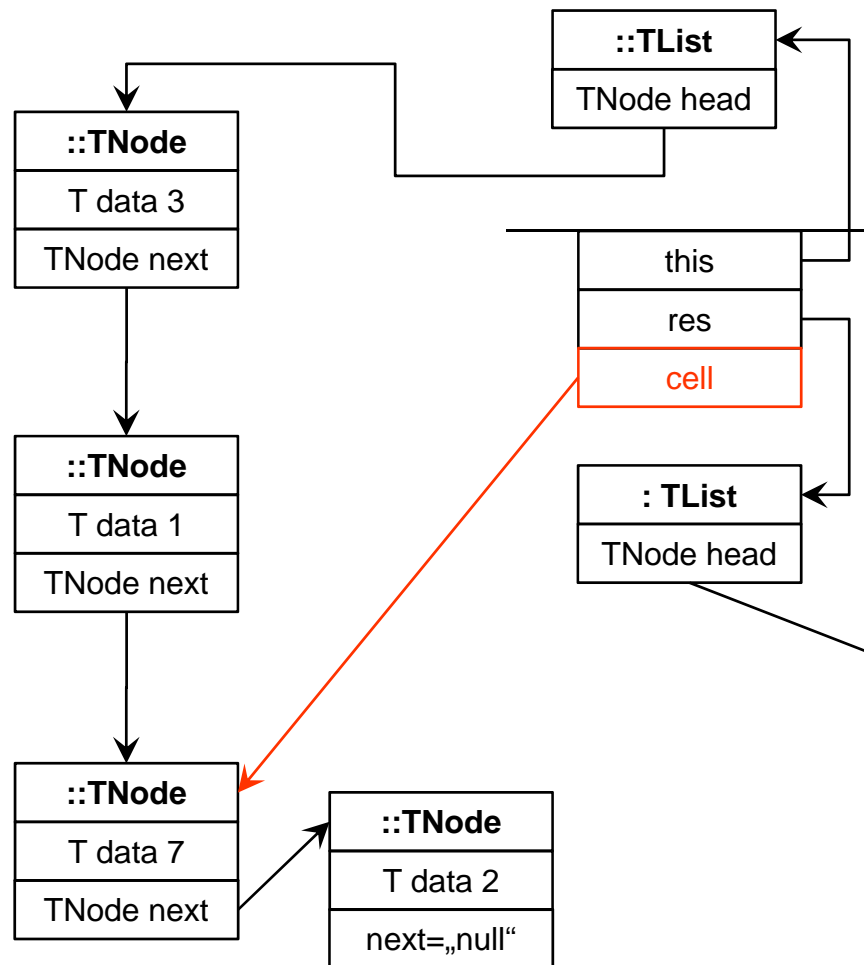 ::TList
TNode head
::TNode
T data 3
TNode next
this
res
cell
::TNode
T data 1
TNode next
: TList
TNode head
::TNode
T data 7
TNode next
::TNode
T data 2
next=„null“